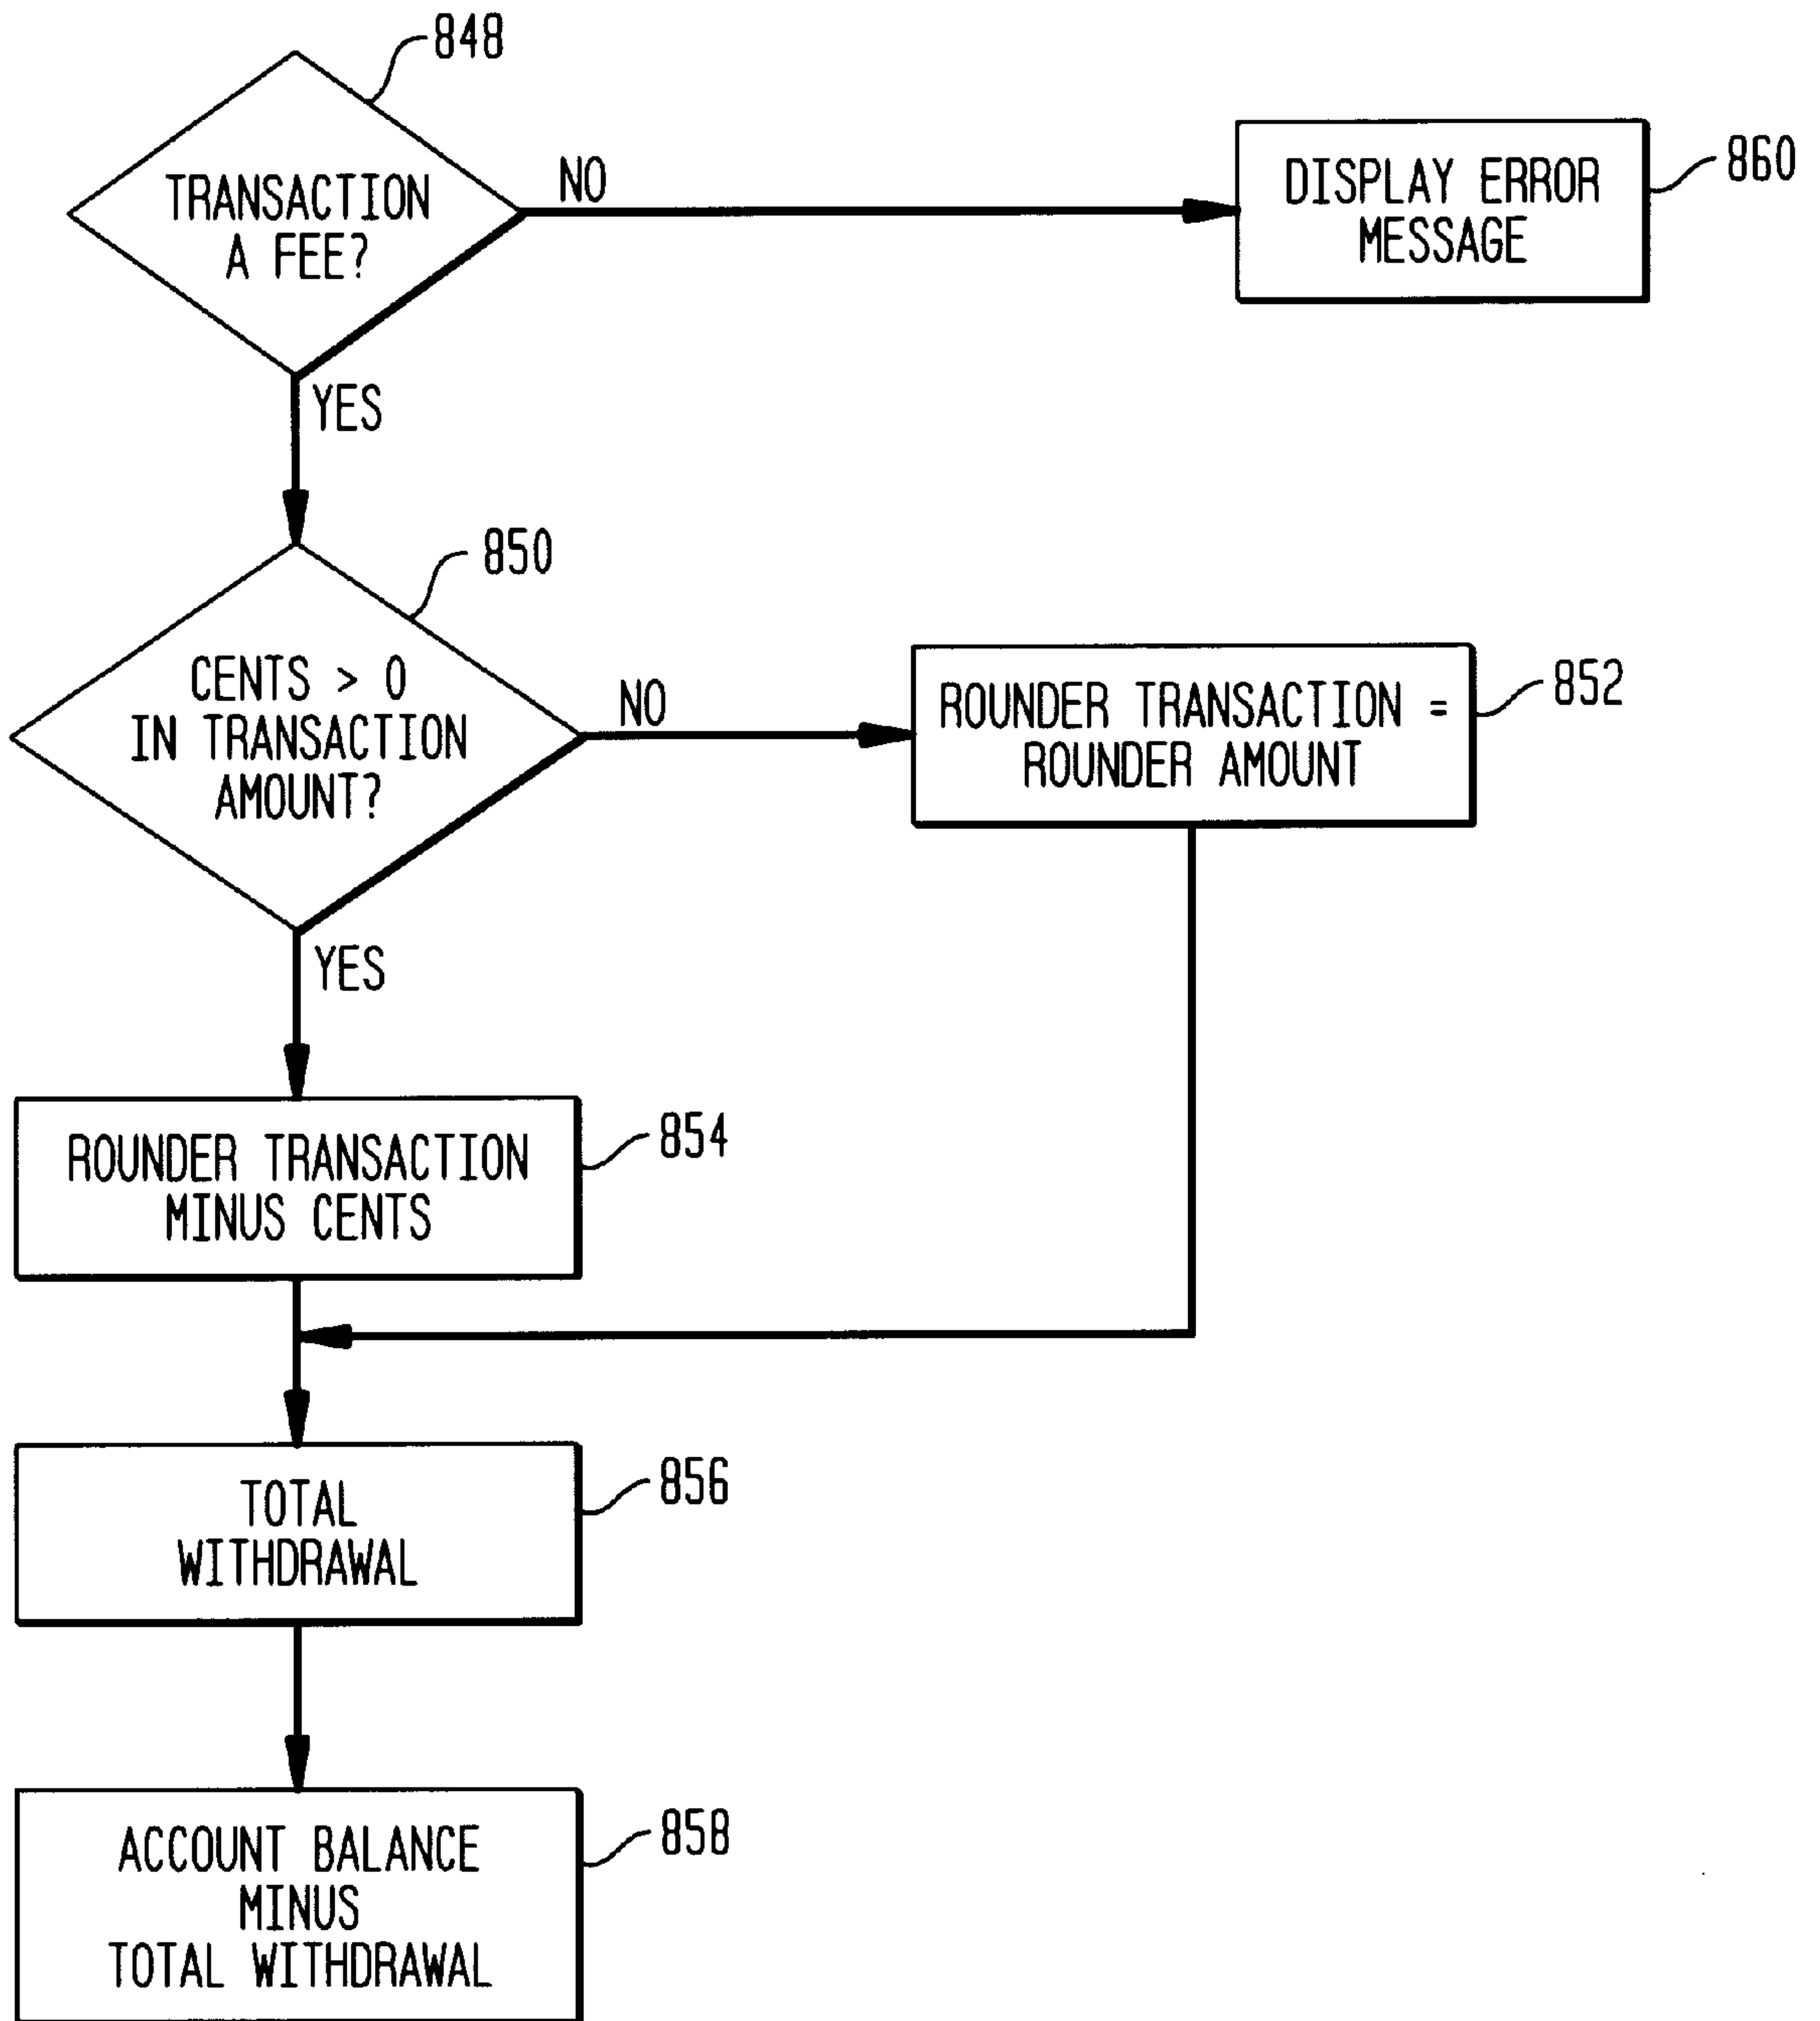 848
TRANSACTION
A FEE?
NO
DISPLAY ERROR
MESSAGE
860
YES
850
CENTS > 0
IN TRANSACTION
AMOUNT?
NO
ROUNDER TRANSACTION =
ROUNDER AMOUNT
852
YES
ROUNDER TRANSACTION
MINUS CENTS
854
TOTAL
WITHDRAWAL
856
ACCOUNT BALANCE
MINUS
TOTAL WITHDRAWAL
858